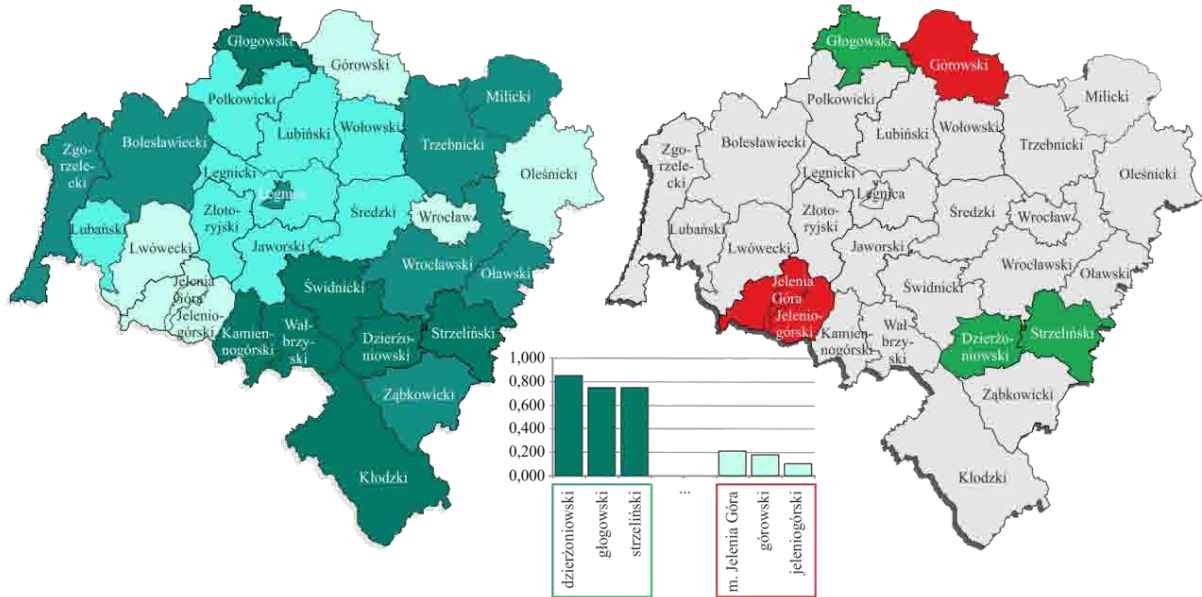 Głogowski
Górowski
Polkowicki
Milicki
Lubiński
Wołowski
Trzebnicki
Bolesławiecki
Zgo-
rzele-
cki
Legnicki
Legnica
Oleśnicki
Lubański
Złoto-
ryjski
Średzki
Wrocław
Lwówecki
Jaworski
Wrocławski
Oławski
Jelenia
Góra
Jelenio-
górski
Świdnicki
Kamien-
nogórski
Wał-
brzy-
ski
Dzierżo-
niowski
Strzeliński
Ząbkowicki
Kłodzki
1,000
0,800
0,600
0,400
0,200
0,000
dzierżoniowski
głogowski
strzeliński
...
m. Jelenia Góra
górowski
jeleniogórski
Głogowski
Górowski
Polkowicki
Milicki
Lubiński
Wołowski
Trzebnicki
Bolesławiecki
Zgo-
rzele-
cki
Legnicki
Legnica
Oleśnicki
Lubański
Złoto-
ryjski
Średzki
Wrocław
Lwówecki
Jaworski
Wrocławski
Oławski
Jelenia
Góra
Jelenio-
górski
Świdnicki
Kamien-
nogórski
Wał-
brzy-
ski
Dzierżo-
niowski
Strzeliński
Ząbkowicki
Kłodzki